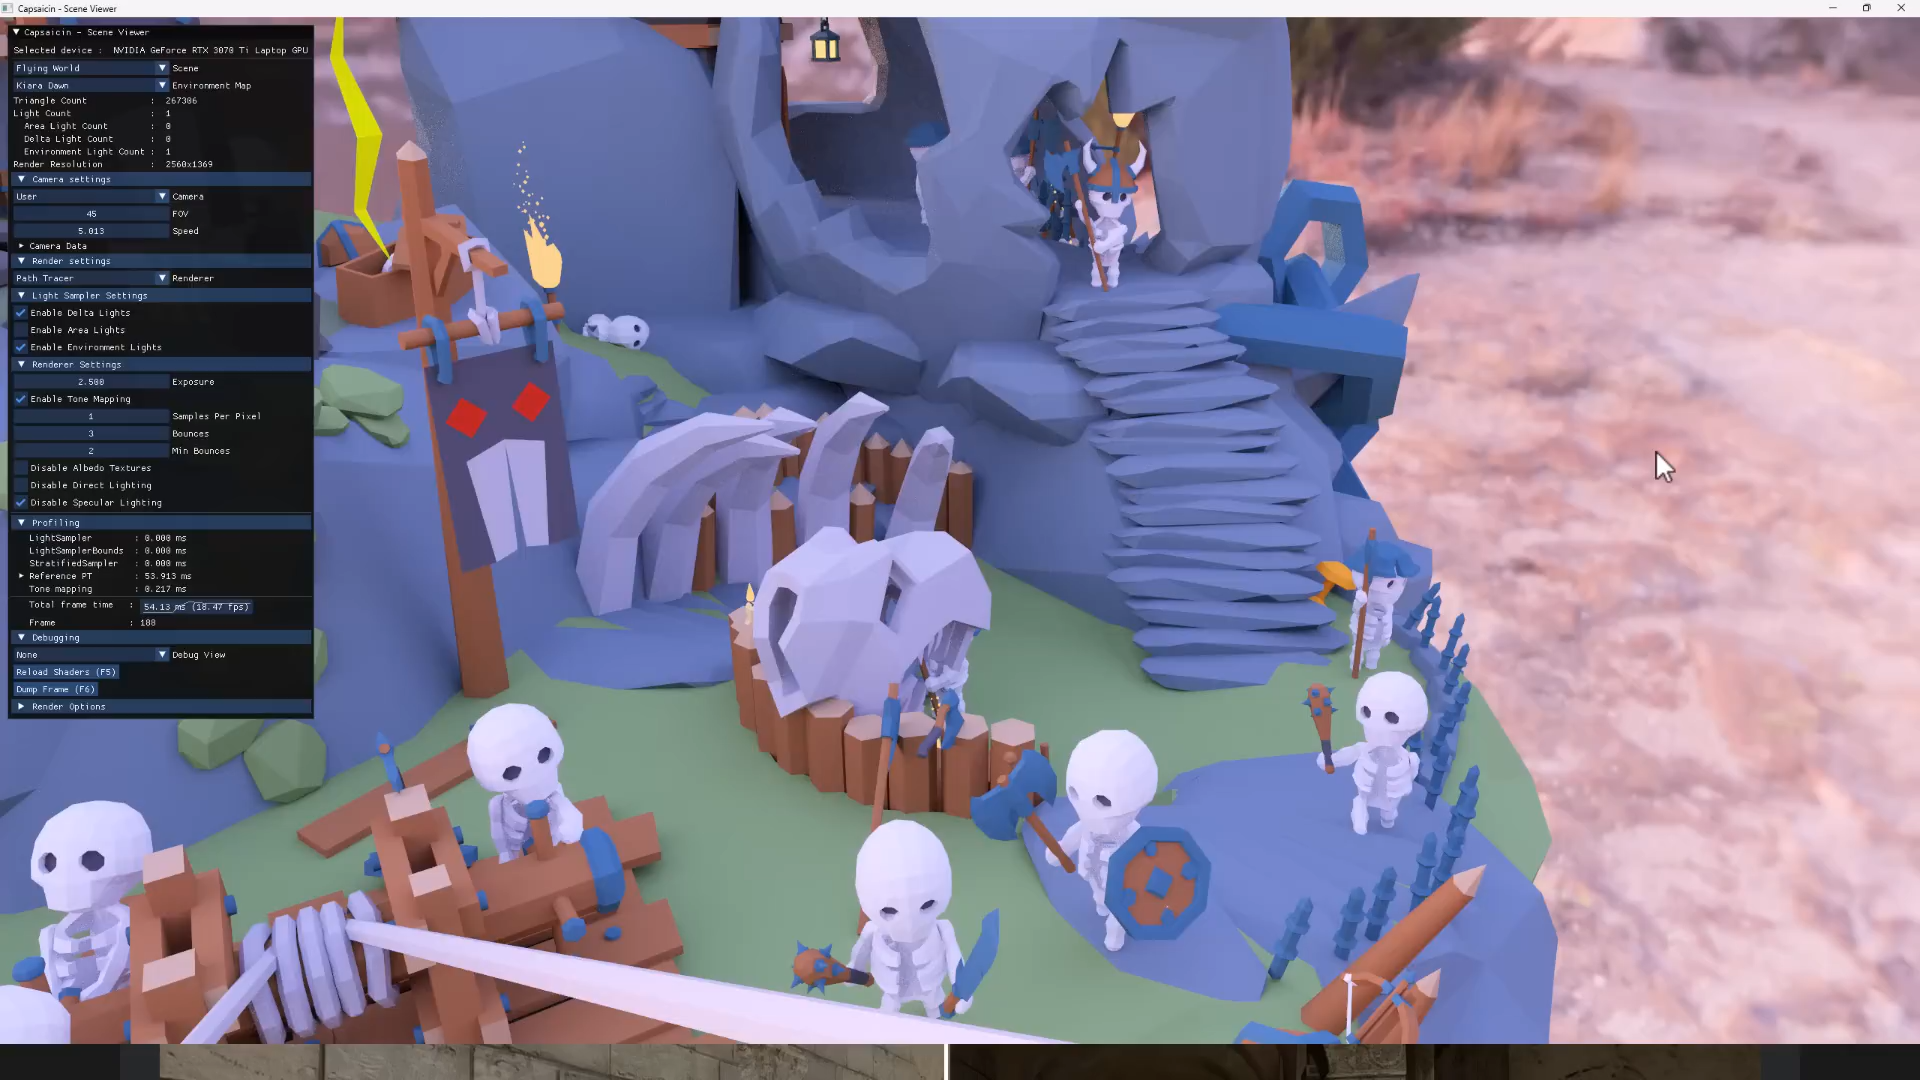 Capsaicin - Scene Viewer
Capsaicin - Scene Viewer
Selected device : NVIDIA GeForce RTX 3070 Ti Laptop GPU
Flying World Scene
Kiara Dawn Environment Map
Triangle Count : 267306
Light Count : 1
Area Light Count : 0
Delta Light Count : 0
Environment Light Count : 1
Render Resolution : 2560x1369
Camera settings
User Camera
45 FOV
5.013 Speed
Camera Data
Render settings
Path Tracer Renderer
Light Sampler Settings
Enable Delta Lights
Enable Area Lights
Enable Environment Lights
Renderer Settings
2.500 Exposure
Enable Tone Mapping
1 Samples Per Pixel
3 Bounces
2 Min Bounces
Disable Albedo Textures
Disable Direct Lighting
Disable Specular Lighting
Profiling
LightSampler : 0.000 ms
LightSamplerBounds : 0.000 ms
StratifiedSampler : 0.000 ms
Reference PT : 53.913 ms
Tone mapping : 0.217 ms
Total frame time : 54.13 ms (18.47 fps)
Frame : 100
Debugging
None Debug View
Reload Shaders (F5)
Dump Frame (F6)
Render Options